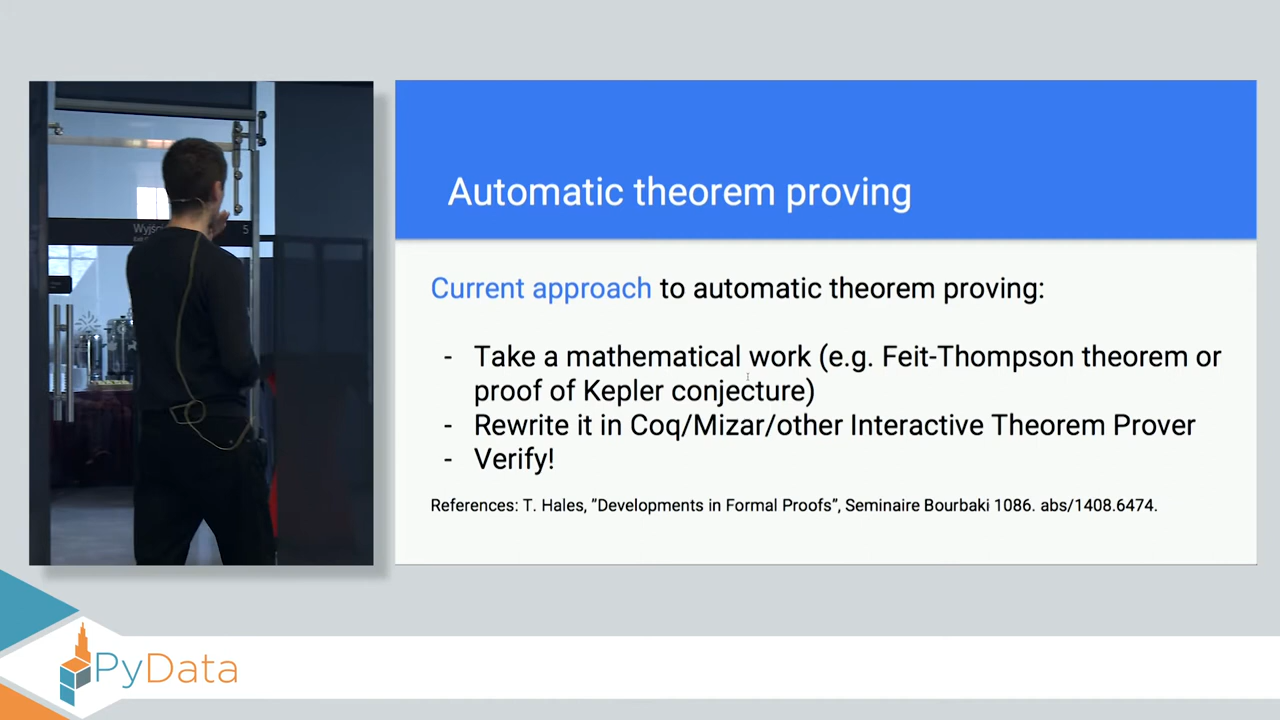 Automatic theorem proving
Current approach to automatic theorem proving:
- Take a mathematical work (e.g. Feit-Thompson theorem or
proof of Kepler conjecture)
- Rewrite it in Coq/Mizar/other Interactive Theorem Prover
- Verify!
References: T. Hales, ”Developments in Formal Proofs”, Seminaire Bourbaki 1086. abs/1408.6474.
5
PyData